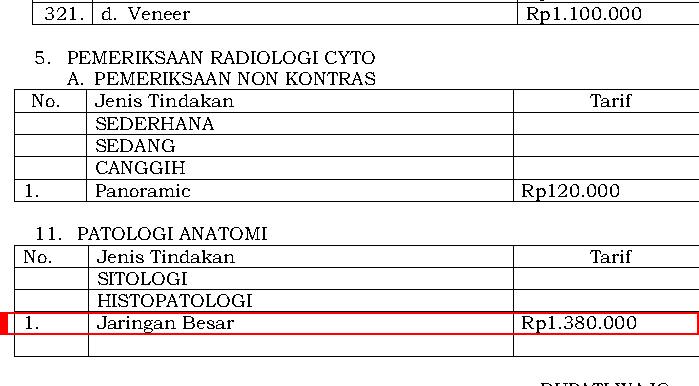 321. d. Veneer Rp1.100.000
5. PEMERIKSAAN RADIOLOGI CYTO
A. PEMERIKSAAN NON KONTRAS
No. Jenis Tindakan Tarif
SEDERHANA
SEDANG
CANGGIH
1. Panoramic Rp120.000
11. PATOLOGI ANATOMI
No. Jenis Tindakan Tarif
SITOLOGI
HISTOPATOLOGI
1. Jaringan Besar Rp1.380.000